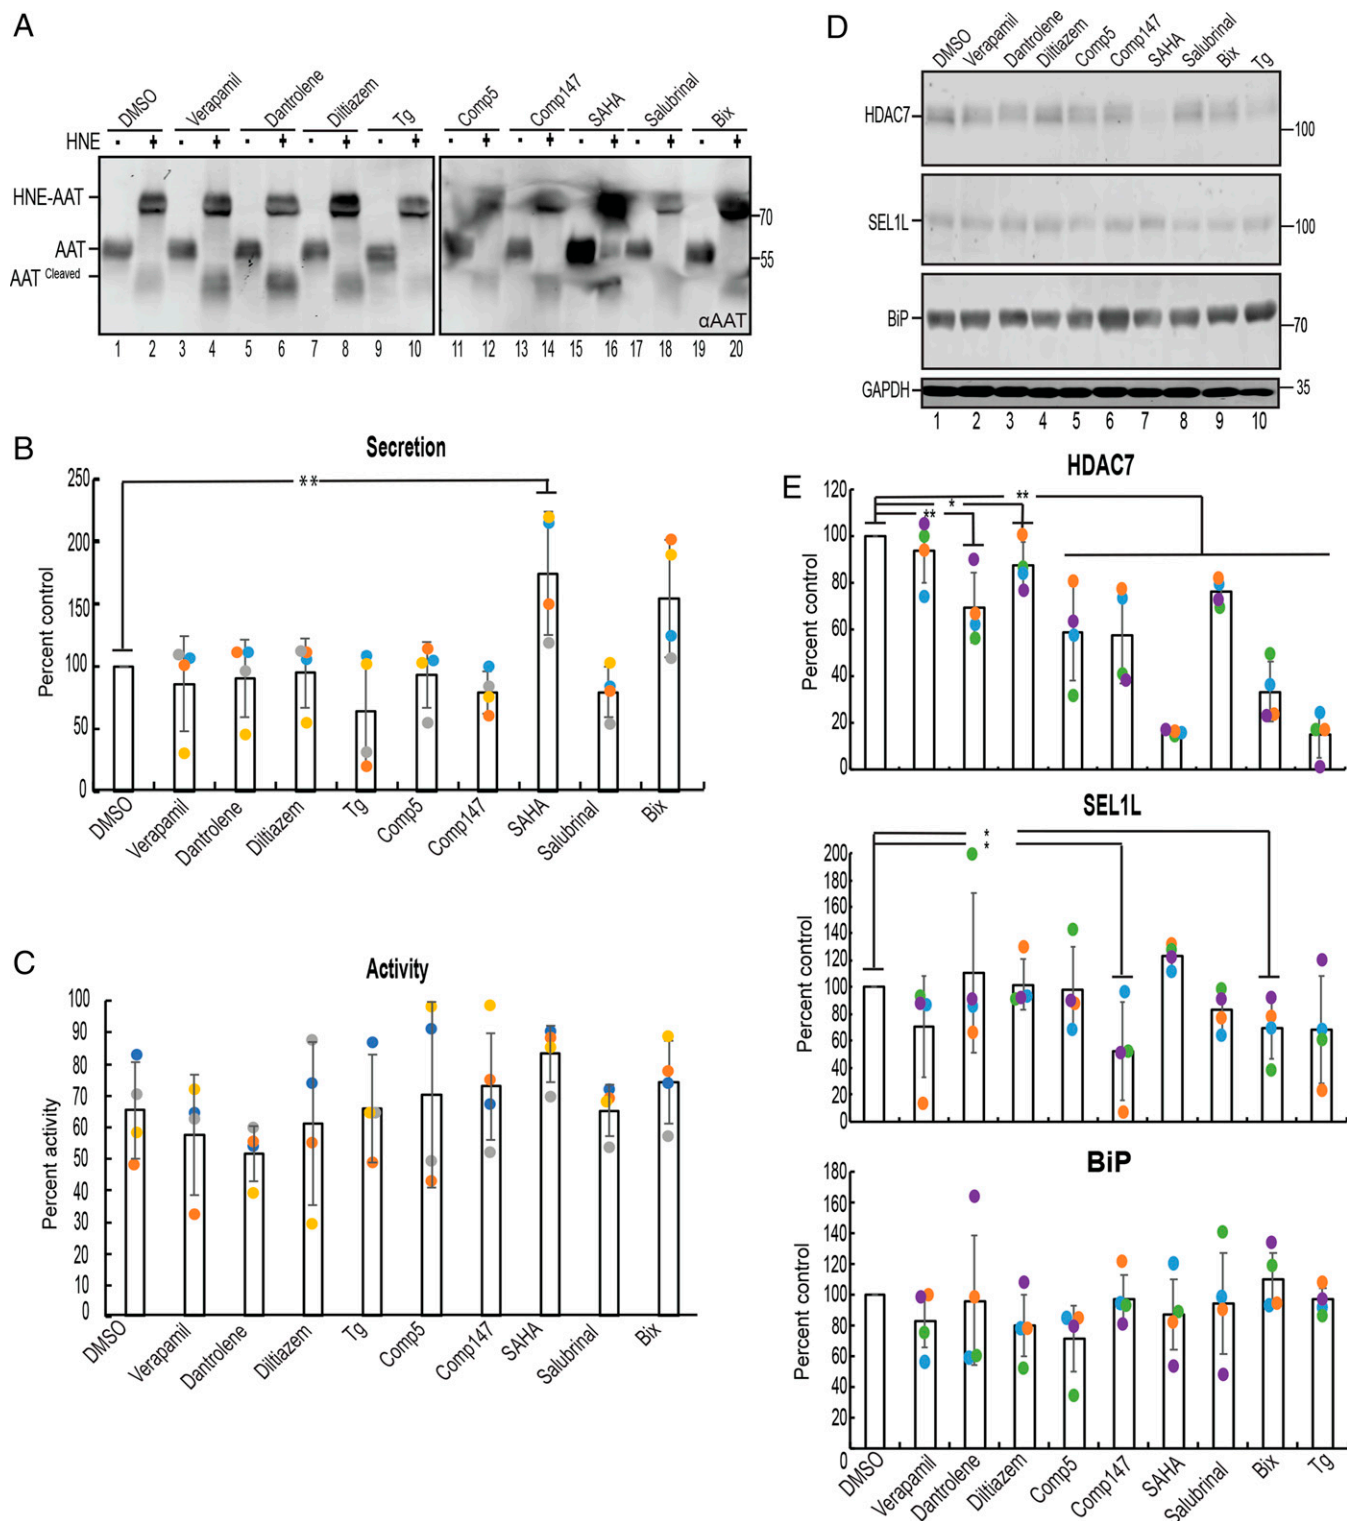 A
DMSO Verapamil Dantrolene Diltiazem Tg Comp5 Comp147 SAHA Salubrinal Bix
HNE - + - + - + - + - + - + - + - + - + - +
HNE-AAT
70
AAT
55
AAT Cleaved
αAAT
1 2 3 4 5 6 7 8 9 10 11 12 13 14 15 16 17 18 19 20
B
Secretion
**
Percent control
250
200
150
100
50
0
DMSO Verapamil Dantrolene Diltiazem Tg Comp5 Comp147 SAHA Salubrinal Bix
C
Activity
Percent activity
100
90
80
70
60
50
40
30
20
10
0
DMSO Verapamil Dantrolene Diltiazem Tg Comp5 Comp147 SAHA Salubrinal Bix
D
DMSO Verapamil Dantrolene Diltiazem Comp5 Comp147 SAHA Salubrinal Bix Tg
HDAC7
100
SEL1L
100
BiP
70
GAPDH
35
1 2 3 4 5 6 7 8 9 10
E
HDAC7
**
*
**
Percent control
120
100
80
60
40
20
0
SEL1L
*
*
Percent control
200
180
160
140
120
100
80
60
40
20
0
BiP
Percent control
180
160
140
120
100
80
60
40
20
0
DMSO Verapamil Dantrolene Diltiazem Comp5 Comp147 SAHA Salubrinal Bix Tg